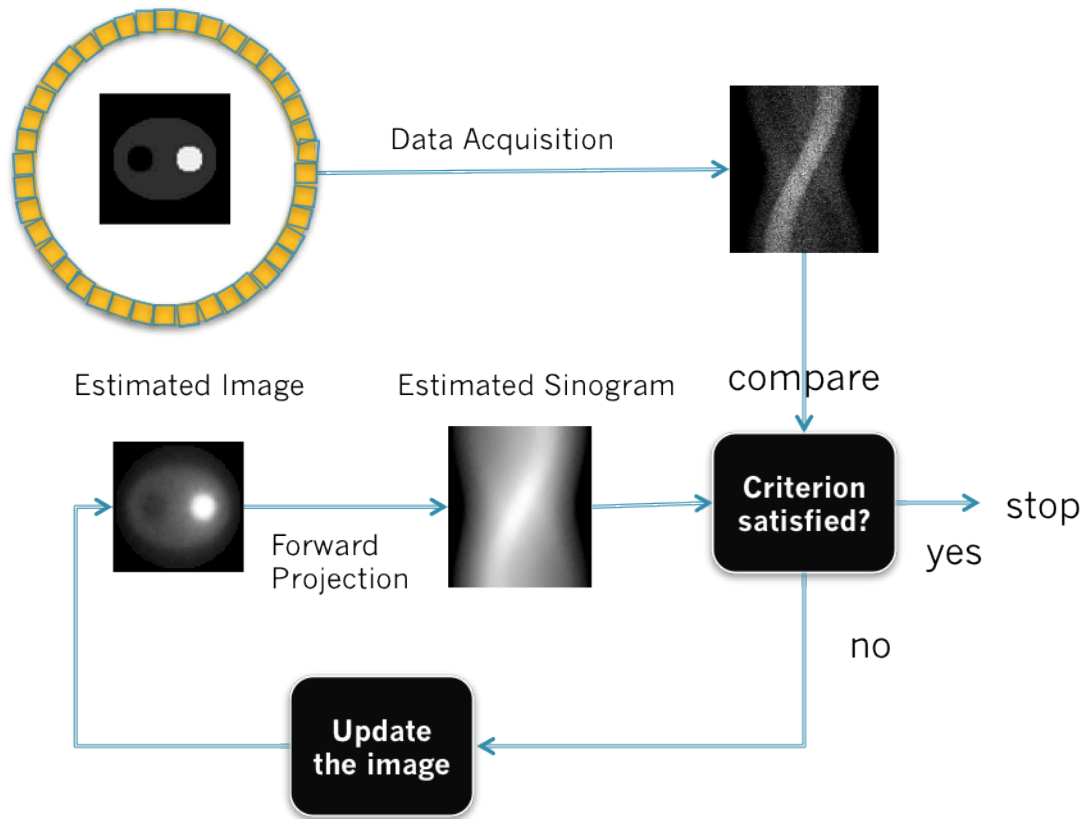 Data Acquisition
Estimated Image
Estimated Sinogram
compare
Forward
Projection
Criterion
satisfied?
stop
yes
no
Update
the image